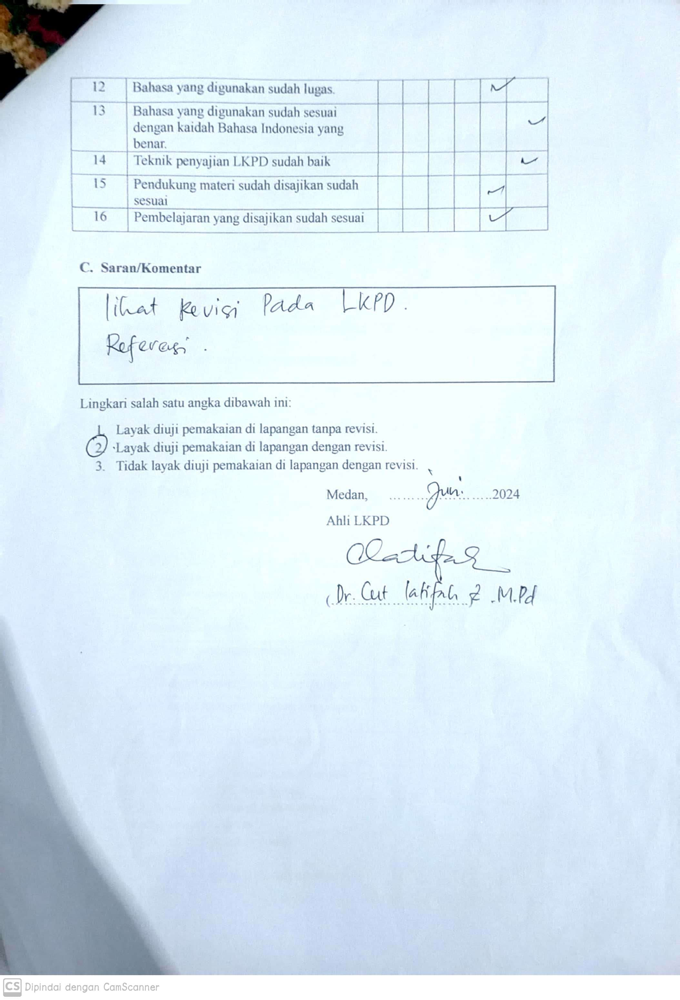 12 Bahasa yang digunakan sudah lugas. ✓
13 Bahasa yang digunakan sudah sesuai
dengan kaidah Bahasa Indonesia yang
benar. ✓
14 Teknik penyajian LKPD sudah baik ✓
15 Pendukung materi sudah disajikan sudah
sesuai ✓
16 Pembelajaran yang disajikan sudah sesuai ✓
C. Saran/Komentar
lihat Revisi Pada LKPD.
Referasi.
Lingkari salah satu angka dibawah ini:
1. Layak diuji pemakaian di lapangan tanpa revisi.
2. Layak diuji pemakaian di lapangan dengan revisi.
3. Tidak layak diuji pemakaian di lapangan dengan revisi.
Medan, .........Juni.........2024
Ahli LKPD
Clatifah
(Dr. Cut latifah Z. M.Pd
CS Dipindai dengan CamScanner